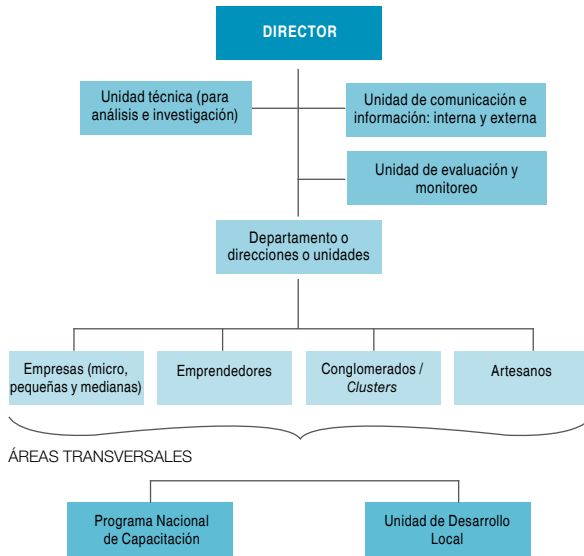 DIRECTOR
Unidad técnica (para
análisis e investigación)
Unidad de comunicación e
información: interna y externa
Unidad de evaluación y
monitoreo
Departamento o
direcciones o unidades
Empresas (micro,
pequeñas y medianas)
Emprendedores
Conglomerados /
Clusters
Artesanos
ÁREAS TRANSVERSALES
Programa Nacional
de Capacitación
Unidad de Desarrollo
Local